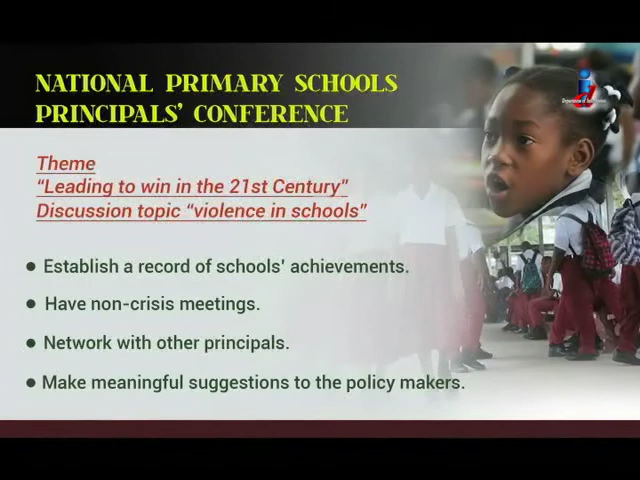 NATIONAL PRIMARY SCHOOLS
PRINCIPALS' CONFERENCE
Theme
"Leading to win in the 21st Century"
Discussion topic "violence in schools"
• Establish a record of schools' achievements.
• Have non-crisis meetings.
• Network with other principals.
• Make meaningful suggestions to the policy makers.